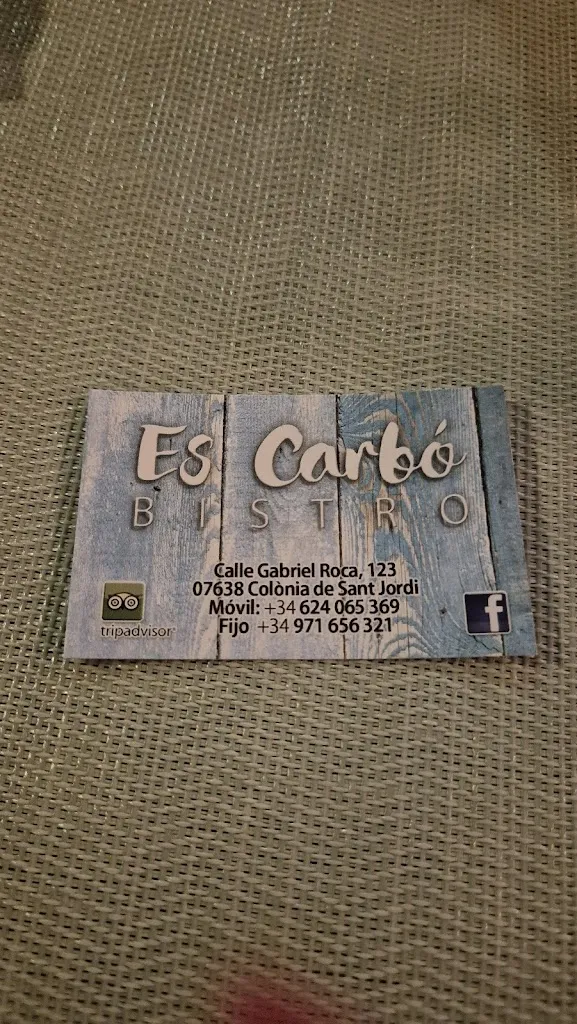 Es Carbó
BISTRO
Calle Gabriel Roca, 123
07638 Colònia de Sant Jordi
Móvil: +34 624 065 369
Fijo +34 971 656 321
tripadvisor
f